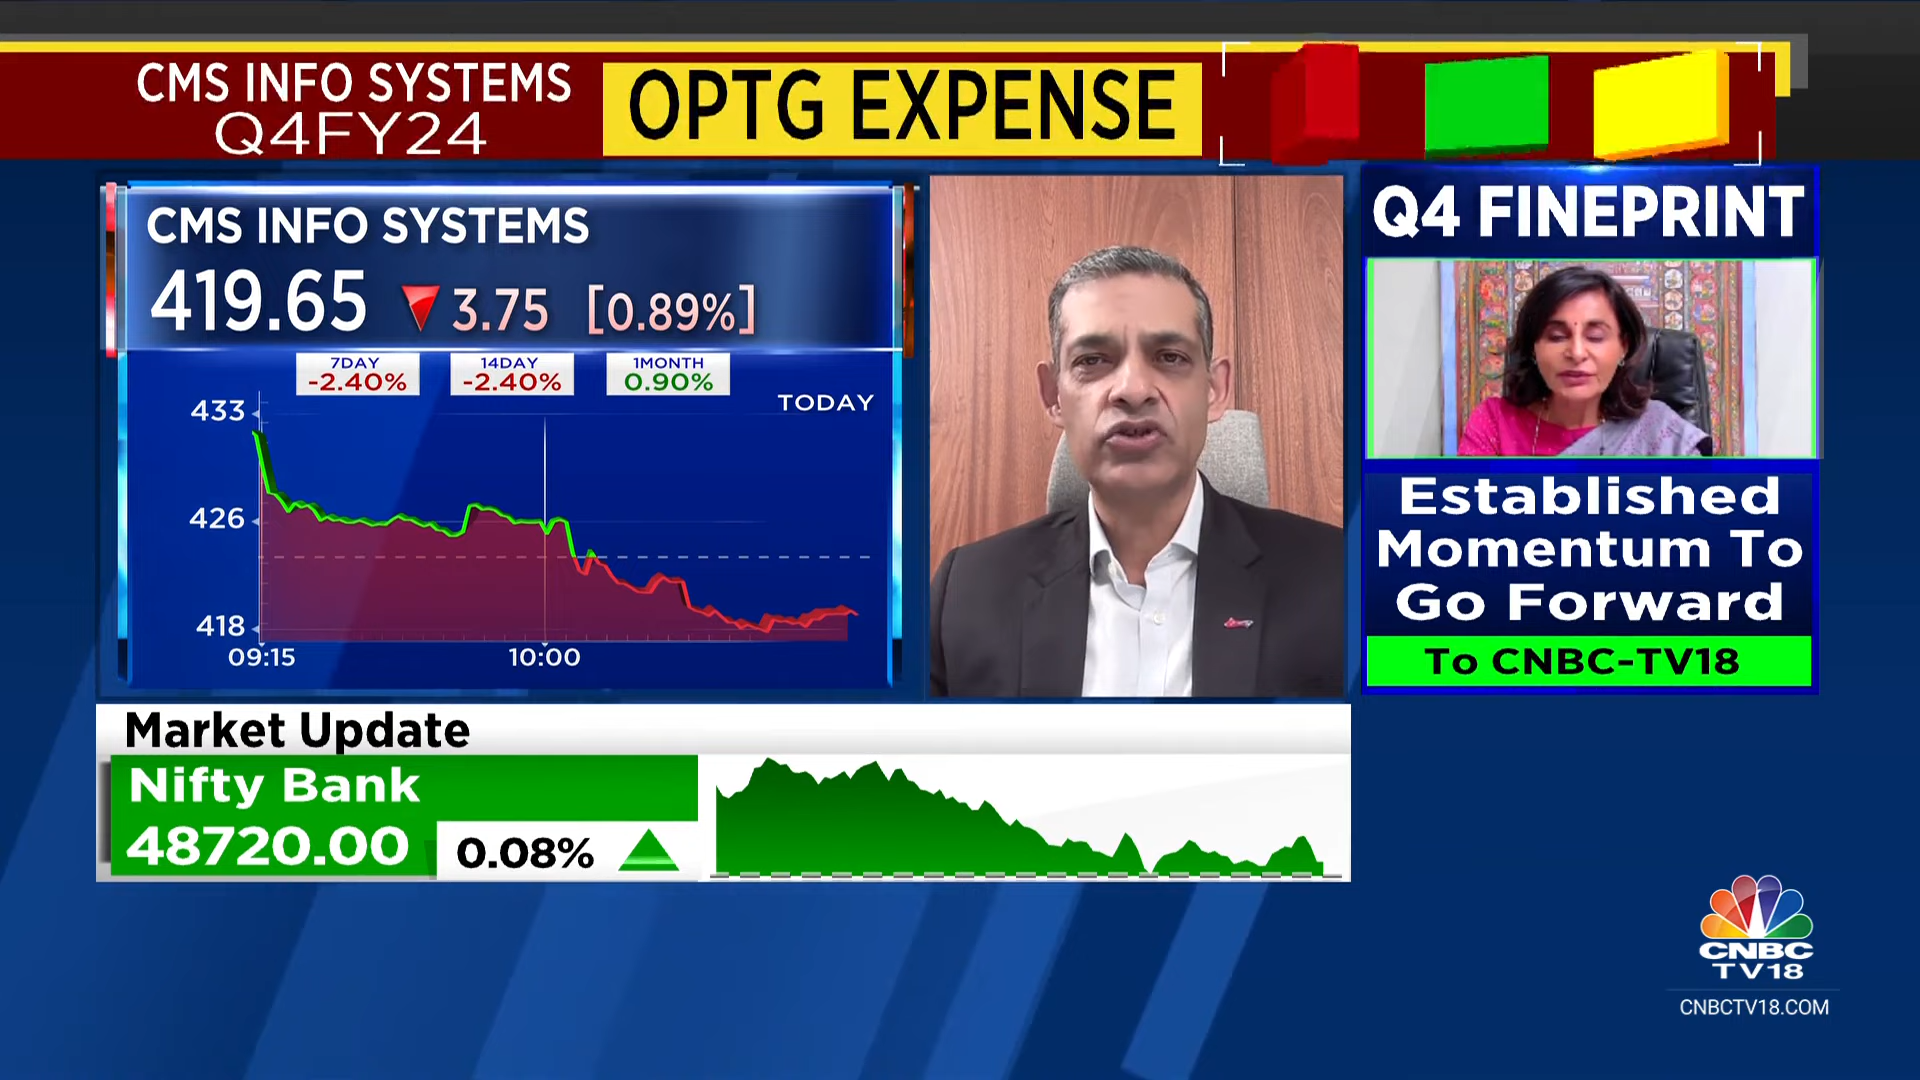 CMS INFO SYSTEMS
Q4FY24
OPTG EXPENSE
CMS INFO SYSTEMS
419.65 3.75 [0.89%]
7DAY
-2.40%
14DAY
-2.40%
1MONTH
0.90%
TODAY
433
426
418
09:15 10:00
Q4 FINEPRINT
Established
Momentum To
Go Forward
To CNBC-TV18
Market Update
Nifty Bank
48720.00 0.08%
CNBC
TV18
CNBCTV18.COM